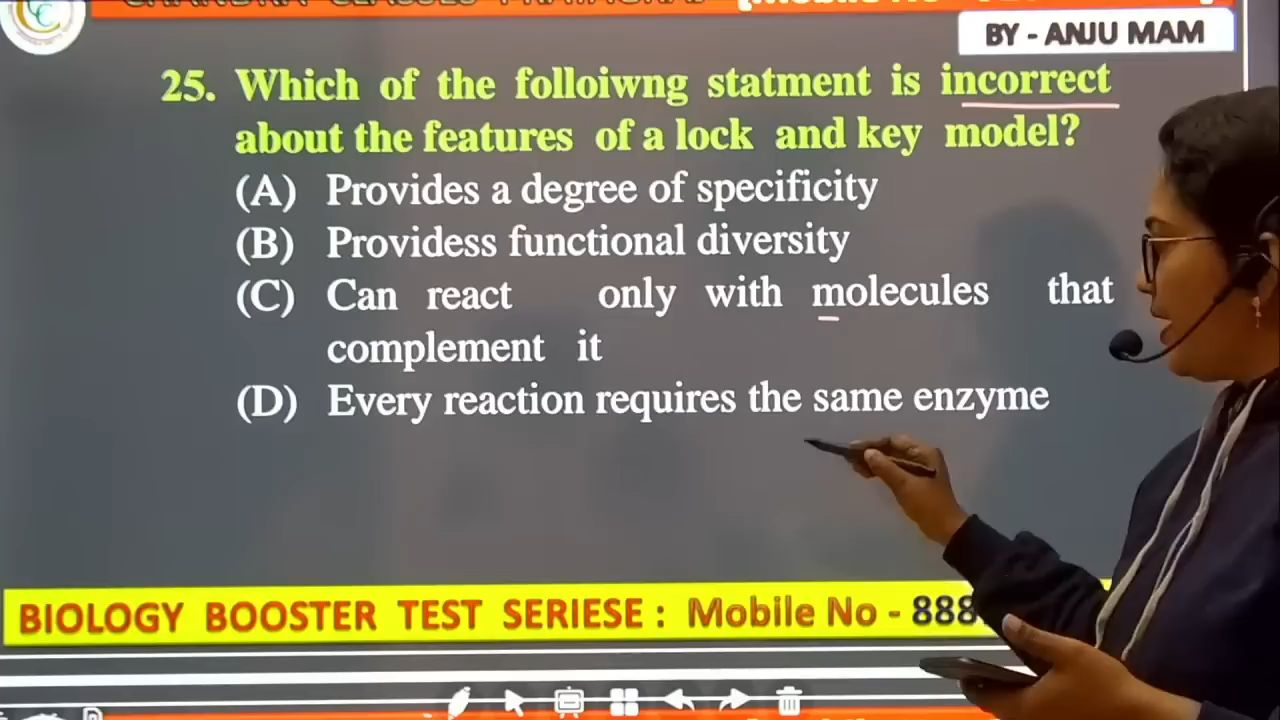 BY - ANJU MAM
25. Which of the folloiwng statment is incorrect
about the features of a lock and key model?
(A) Provides a degree of specificity
(B) Providess functional diversity
(C) Can react only with molecules that
complement it
(D) Every reaction requires the same enzyme
BIOLOGY BOOSTER TEST SERIESE : Mobile No - 888